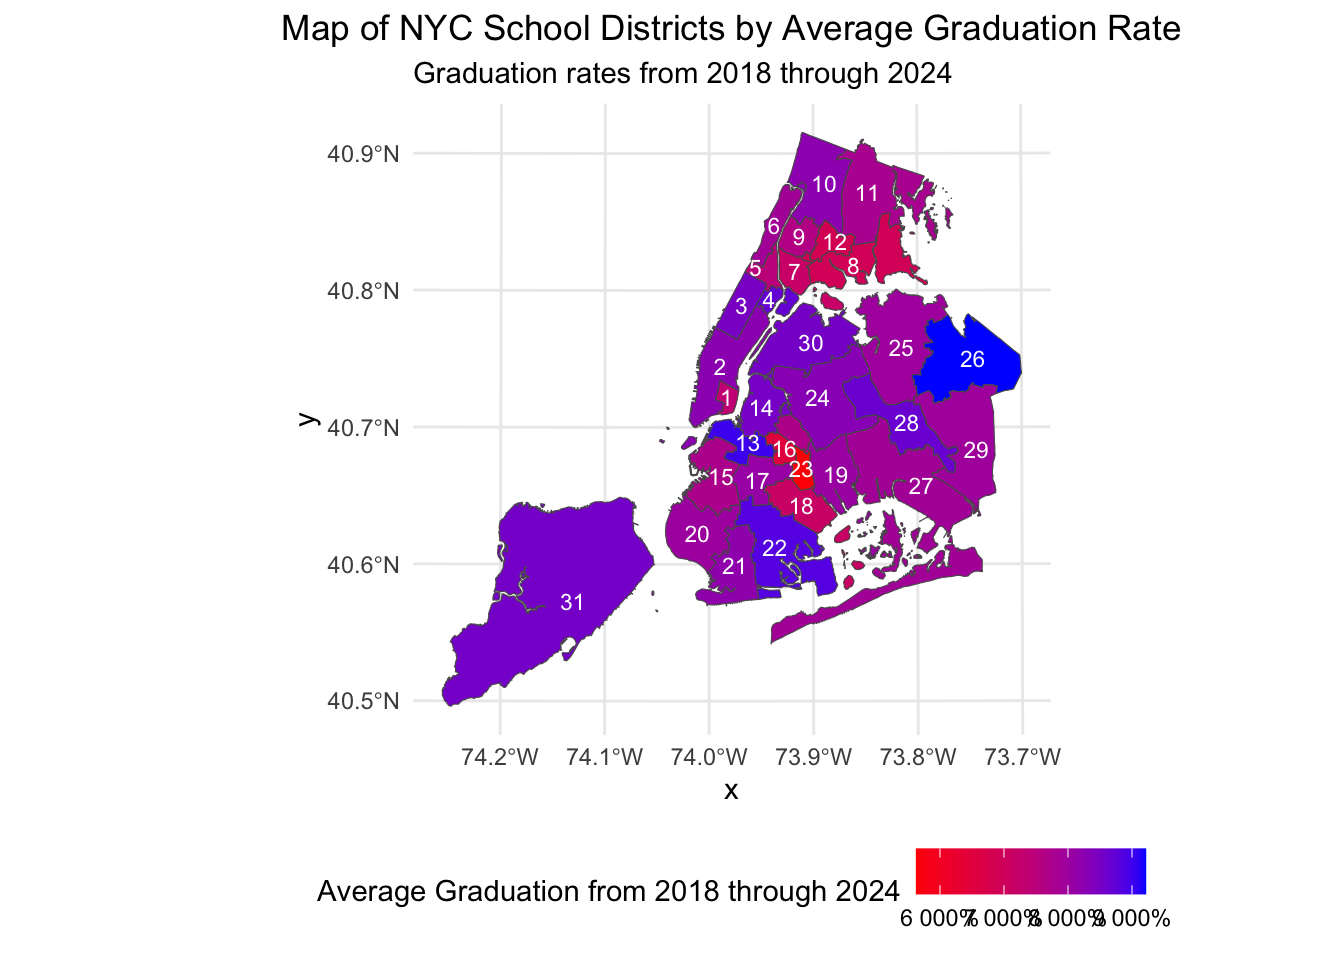 Map of NYC School Districts by Average Graduation Rate
Graduation rates from 2018 through 2024
40.9°N
40.8°N
40.7°N
40.6°N
40.5°N
y
10
11
6
9
12
5
7
8
4
3
30
25
26
2
1
24
14
28
13
16
29
23
15
17
19
27
18
20
22
21
31
74.2°W 74.1°W 74.0°W 73.9°W 73.8°W 73.7°W
x
Average Graduation from 2018 through 2024
6 000% 7 000% 8 000% 9 000%